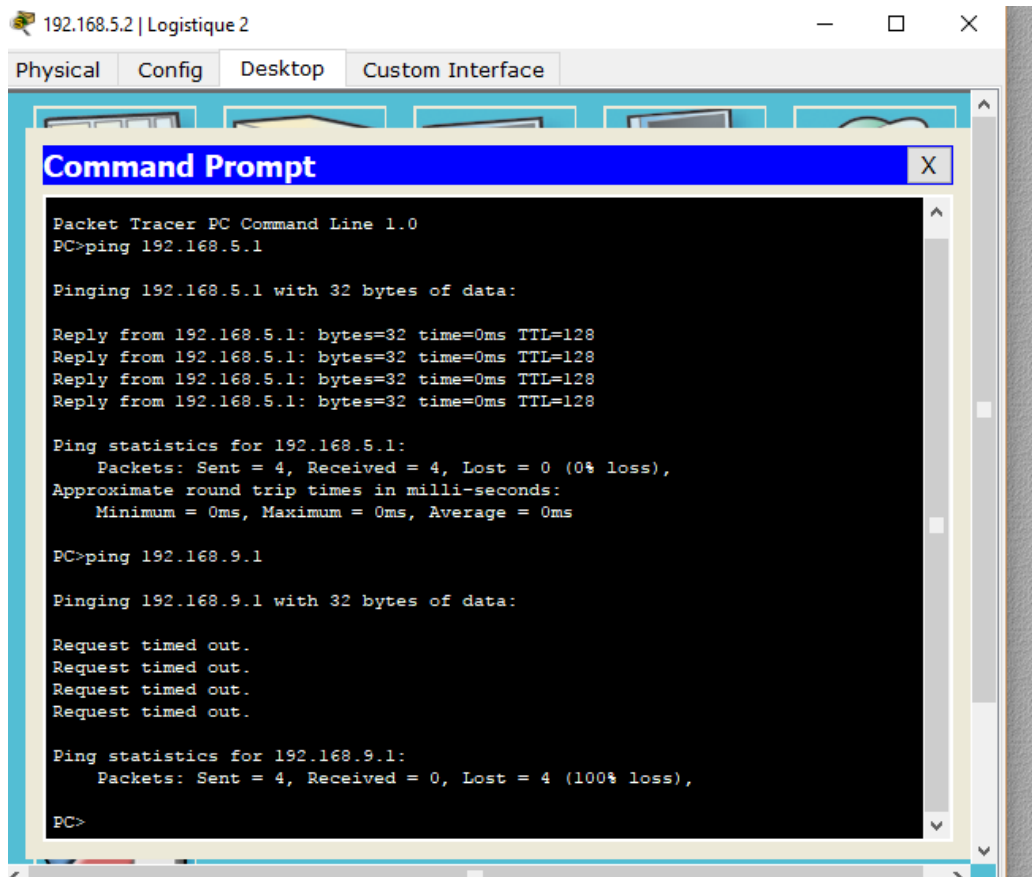 192.168.5.2 | Logistique 2
Physical Config Desktop Custom Interface
Command Prompt X
Packet Tracer PC Command Line 1.0
PC>ping 192.168.5.1
Pinging 192.168.5.1 with 32 bytes of data:
Reply from 192.168.5.1: bytes=32 time=0ms TTL=128
Reply from 192.168.5.1: bytes=32 time=0ms TTL=128
Reply from 192.168.5.1: bytes=32 time=0ms TTL=128
Reply from 192.168.5.1: bytes=32 time=0ms TTL=128
Ping statistics for 192.168.5.1:
Packets: Sent = 4, Received = 4, Lost = 0 (0% loss),
Approximate round trip times in milli-seconds:
Minimum = 0ms, Maximum = 0ms, Average = 0ms
PC>ping 192.168.9.1
Pinging 192.168.9.1 with 32 bytes of data:
Request timed out.
Request timed out.
Request timed out.
Request timed out.
Ping statistics for 192.168.9.1:
Packets: Sent = 4, Received = 0, Lost = 4 (100% loss),
PC>